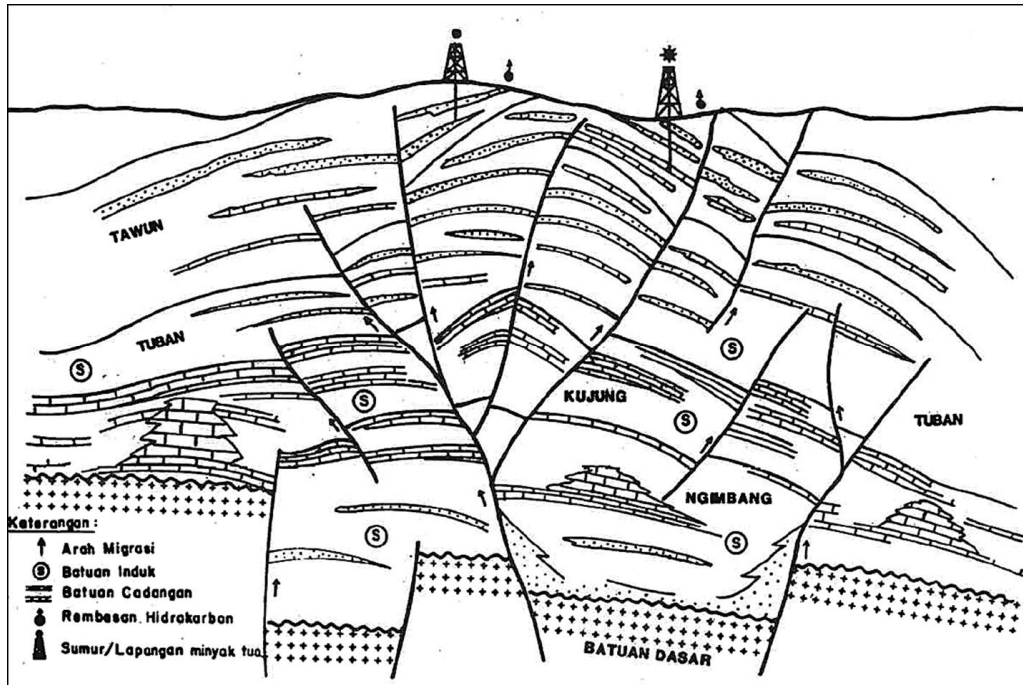 TAWUN
TUBAN
S
S
S
KUJUNG
S
TUBAN
NGIMBANG
S
S
BATUAN DASAR
Keterangan :
Arah Migrasi
S Batuan Induk
Batuan Cadangan
Rembesan Hidrokarbon
Sumur/Lapangan minyak tua